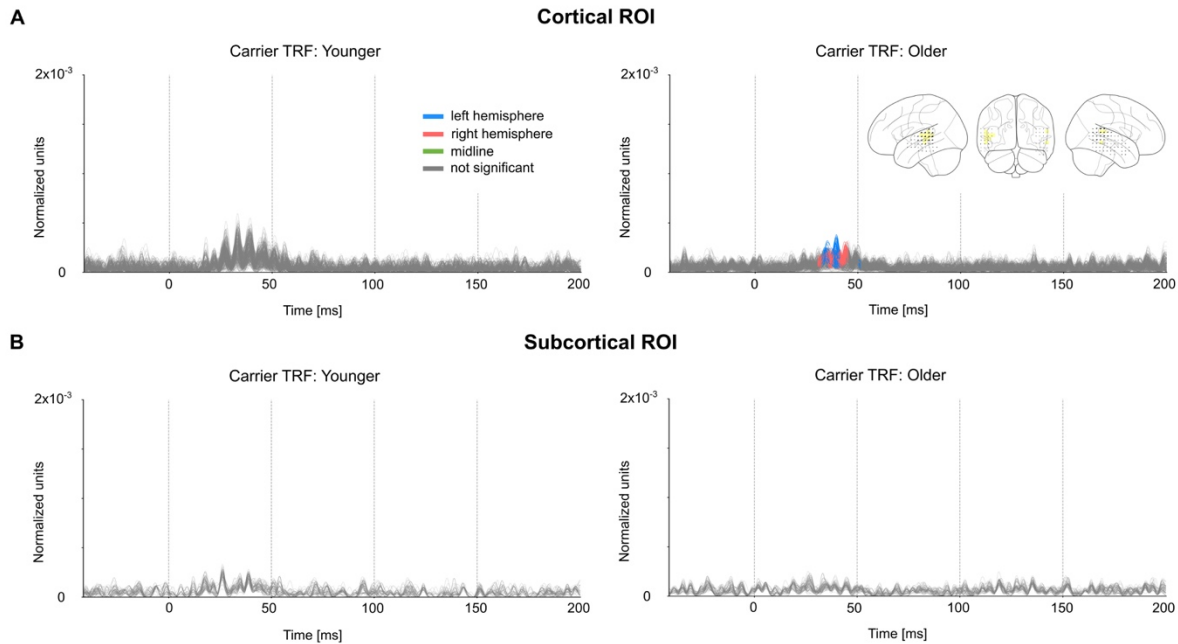 A
Cortical ROI
Carrier TRF: Younger
2x10⁻³
Normalized units
0
left hemisphere
right hemisphere
midline
not significant
0 50 100 150 200
Time [ms]
Carrier TRF: Older
2x10⁻³
Normalized units
0
0 50 100 150 200
Time [ms]
B
Subcortical ROI
Carrier TRF: Younger
2x10⁻³
Normalized units
0
0 50 100 150 200
Time [ms]
Carrier TRF: Older
2x10⁻³
Normalized units
0
0 50 100 150 200
Time [ms]